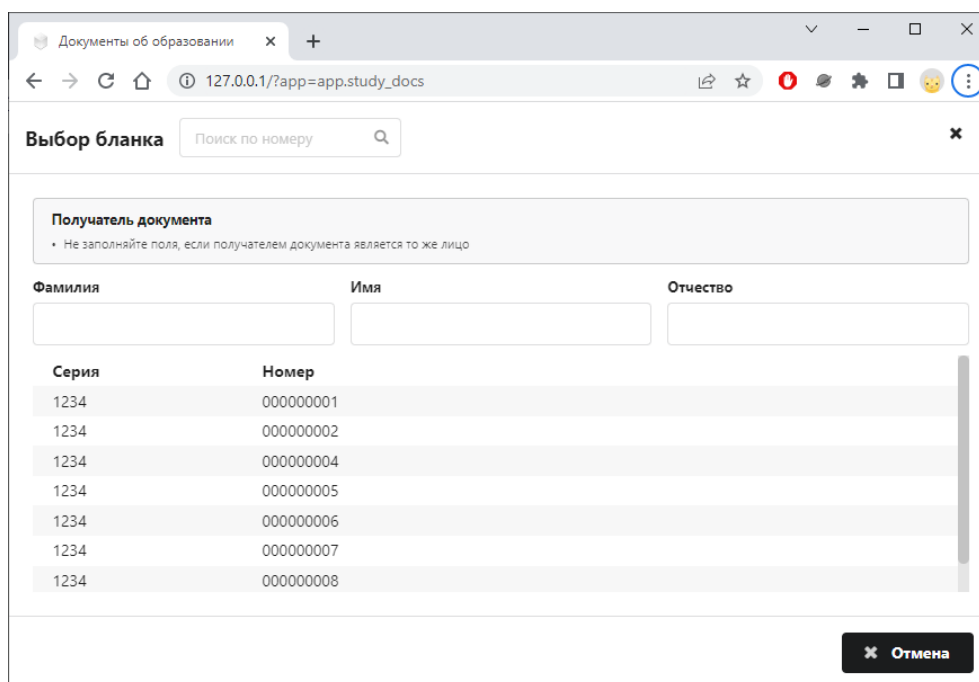 Документы об образовании
127.0.0.1/?app=app.study_docs
Выбор бланка Поиск по номеру
Получатель документа
• Не заполняйте поля, если получателем документа является то же лицо
Фамилия Имя Отчество
Серия Номер
1234 000000001
1234 000000002
1234 000000004
1234 000000005
1234 000000006
1234 000000007
1234 000000008
Отмена